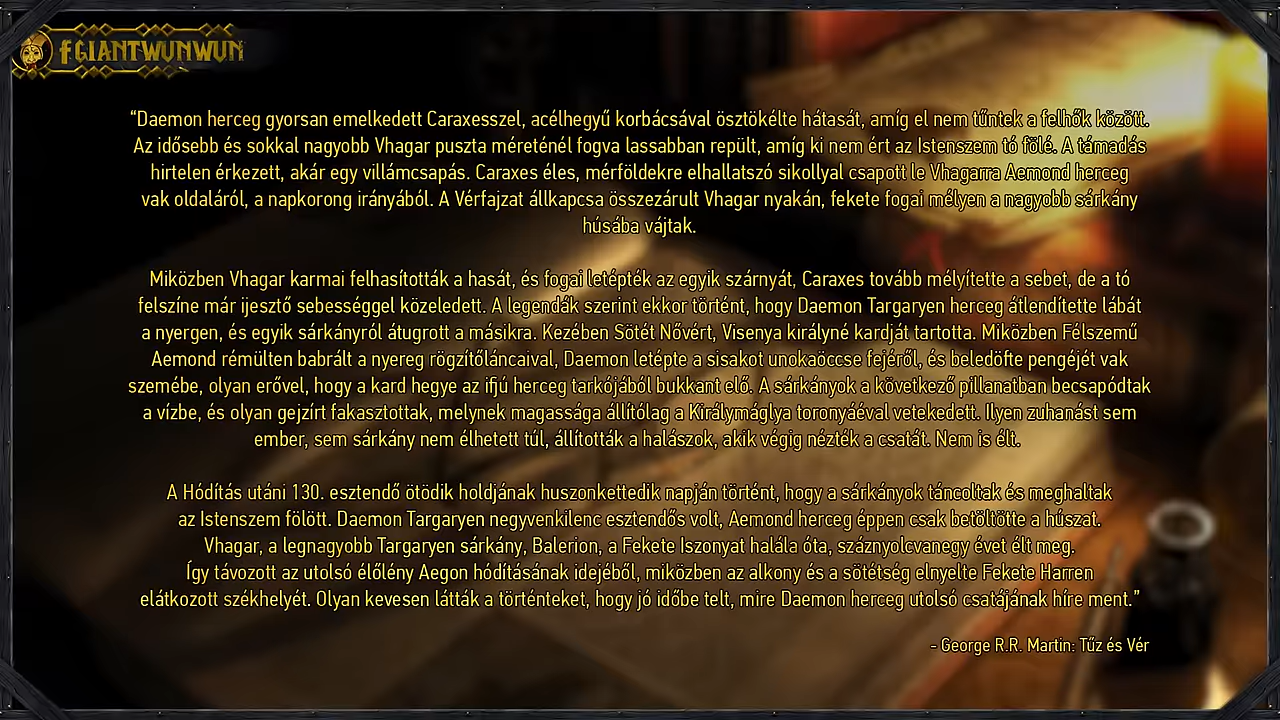 FGIANTWUNWUN
“Daemon herceg gyorsan emelkedett Caraxesszel, acélhegyű korbácsával ösztökélte hátasát, amíg el nem tűntek a felhők között.
Az idősebb és sokkal nagyobb Vhagar puszta méreténél fogva lassabban repült, amíg ki nem ért az Istenszem tó fölé. A támadás
hirtelen érkezett, akár egy villámcsapás. Caraxes éles, mérföldekre elhallatszó sikollyal csapott le Vhagarra Aemond herceg
vak oldaláról, a napkorong irányából. A Vérfajzat állkapcsa összezárult Vhagar nyakán, fekete fogai mélyen a nagyobb sárkány
húsába vájtak.
Miközben Vhagar karmai felhasították a hasát, és fogai letépték az egyik szárnyát, Caraxes tovább mélyítette a sebet, de a tó
felszíne már ijesztő sebességgel közeledett. A legendák szerint ekkor történt, hogy Daemon Targaryen herceg átlendítette lábát
a nyergen, és egyik sárkányról átugrott a másikra. Kezében Sötét Nővért, Visenya királyné kardját tartotta. Miközben Félszemű
Aemond rémülten babrált a nyereg rögzítőláncaival, Daemon letépte a sisakot unokaöccse fejéről, és beledöfte pengéjét vak
szemébe, olyan erővel, hogy a kard hegye az ifjú herceg tarkójából bukkant elő. A sárkányok a következő pillanatban becsapódtak
a vízbe, és olyan gejzírt fakasztottak, melynek magassága állítólag a Királymáglya toronyáéval vetekedett. Ilyen zuhanást sem
ember, sem sárkány nem élhetett túl, állították a halászok, akik végig nézték a csatát. Nem is élt.
A Hódítás utáni 130. esztendő ötödik holdjának huszonkettedik napján történt, hogy a sárkányok táncoltak és meghaltak
az Istenszem fölött. Daemon Targaryen negyvenkilenc esztendős volt, Aemond herceg éppen csak betöltötte a húszat.
Vhagar, a legnagyobb Targaryen sárkány, Balerion, a Fekete Iszonyat halála óta, száznyolcvanegy évet élt meg.
Így távozott az utolsó élőlény Aegon hódításának idejéből, miközben az alkony és a sötétség elnyelte Fekete Harren
elátkozott székhelyét. Olyan kevesen látták a történteket, hogy jó időbe telt, mire Daemon herceg utolsó csatájának híre ment.”
- George R.R. Martin: Tűz és Vér